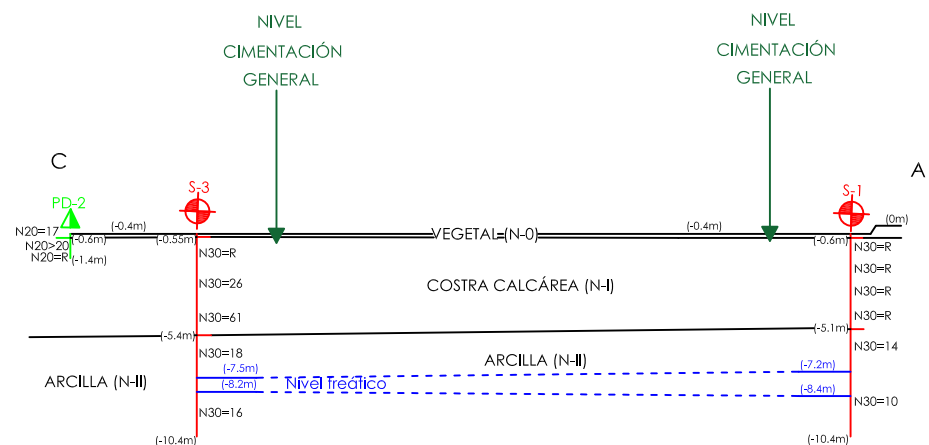 NIVEL
CIMENTACIÓN
GENERAL
NIVEL
CIMENTACIÓN
GENERAL
C
A
PD-2
S-3
S-1
(0m)
N20=17
(-0.4m)
VEGETAL (N-0)
(-0.4m)
(-0.6m)
(-0.55m)
(-0.6m)
N20>20
N20=R
(-1.4m)
N30=R
N30=26
N30=61
N30=R
N30=R
N30=R
N30=R
COSTRA CALCÁREA (N-I)
(-5.4m)
(-5.1m)
N30=18
ARCILLA (N-II)
N30=14
ARCILLA (N-II)
(-7.5m)
(-7.2m)
(-8.2m)
Nivel freático
(-8.4m)
N30=16
N30=10
(-10.4m)
(-10.4m)